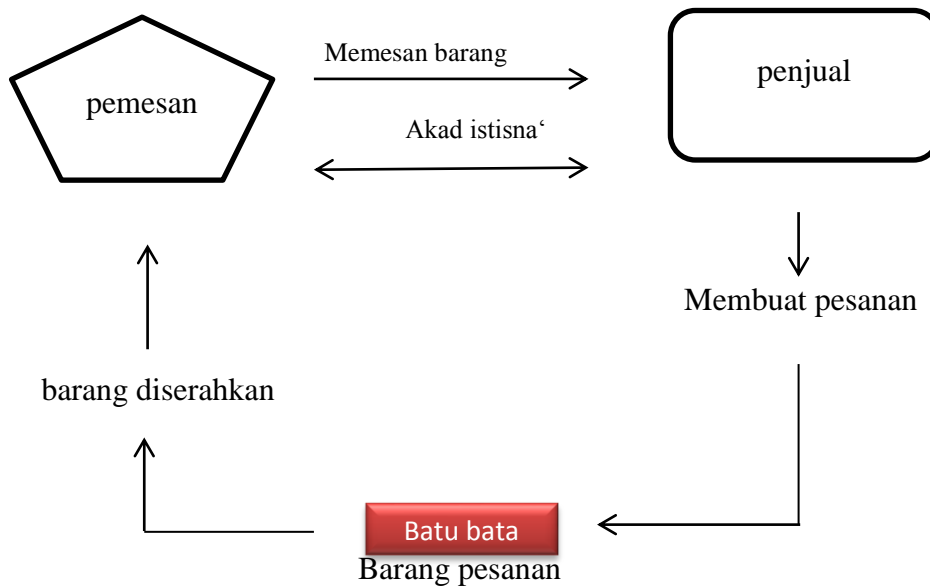 Memesan barang
pemesan
penjual
Akad istisna‘
Membuat pesanan
barang diserahkan
Batu bata
Barang pesanan